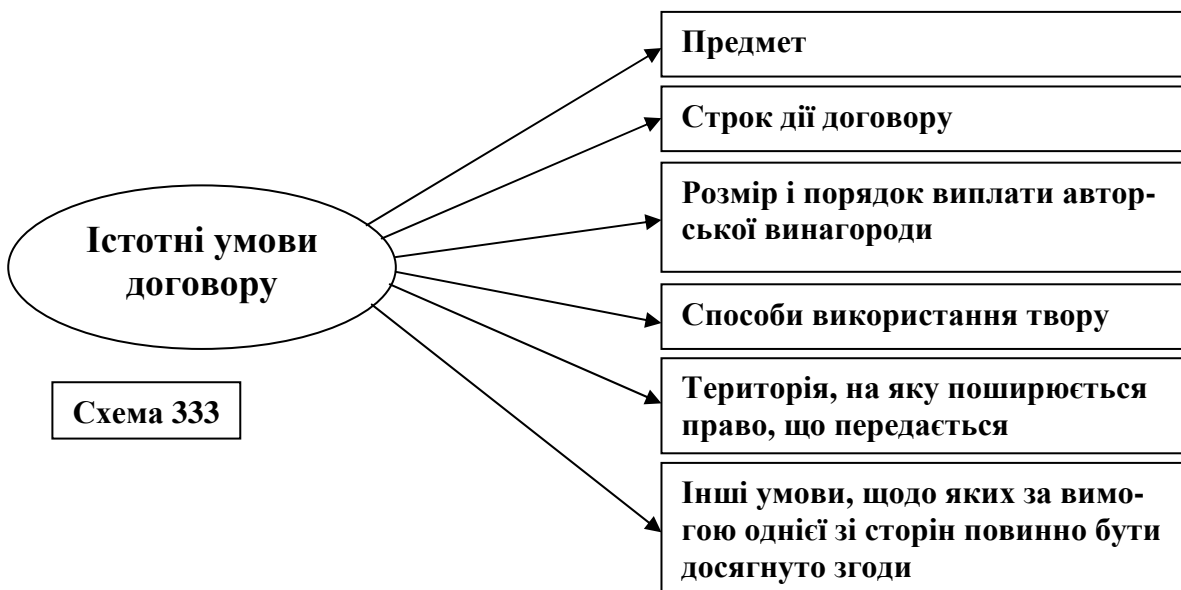 Істотні умови
договору
Схема 333
Предмет
Строк дії договору
Розмір і порядок виплати автор-
ської винагороди
Способи використання твору
Територія, на яку поширюється
право, що передається
Інші умови, щодо яких за вимо-
гою однієї зі сторін повинно бути
досягнуто згоди